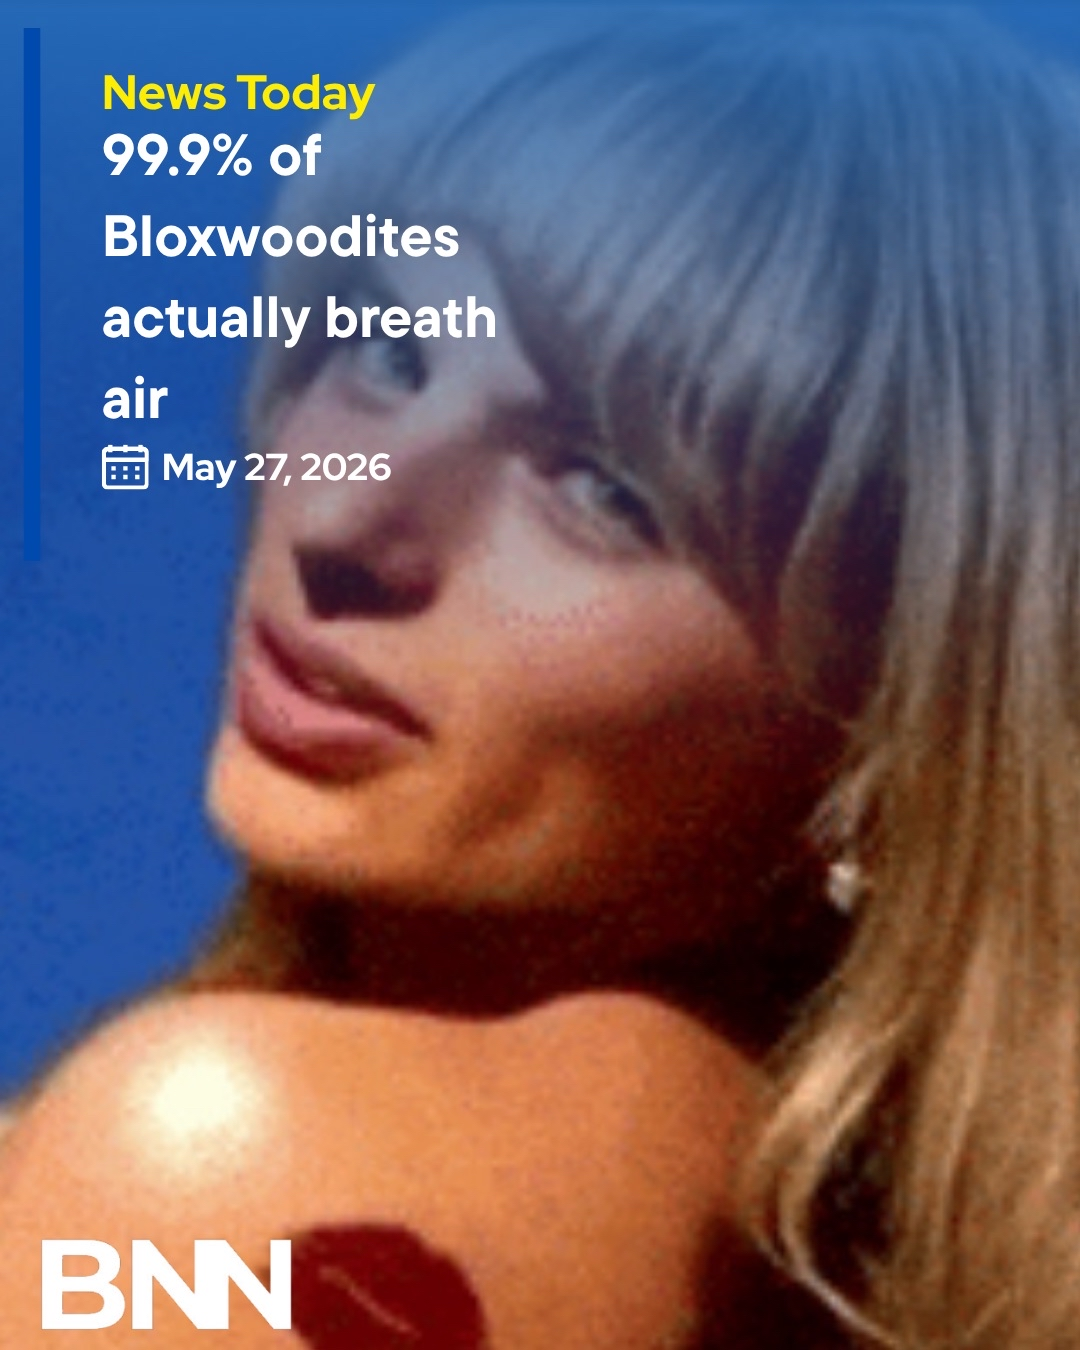 News Today
99.9% of
Bloxwoodites
actually breath
air
May 27, 2026
BNN